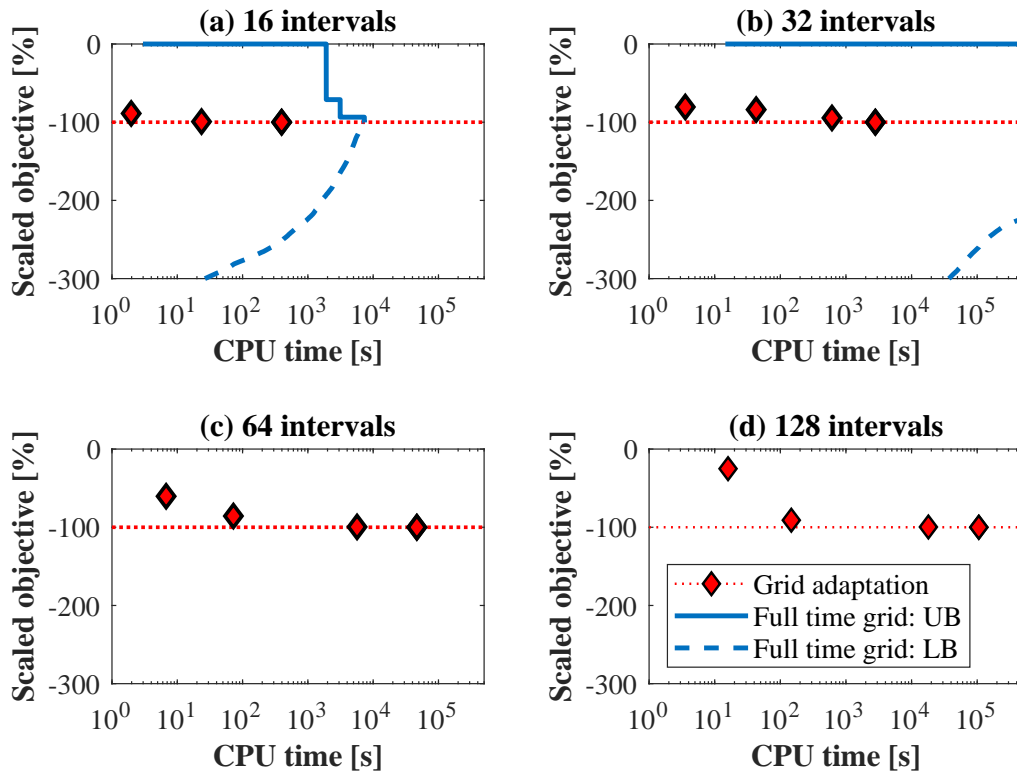 (a) 16 intervals
0
-100
-200
-300
Scaled objective [%]
10^0 10^1 10^2 10^3 10^4 10^5
CPU time [s]
(b) 32 intervals
0
-100
-200
-300
Scaled objective [%]
10^0 10^1 10^2 10^3 10^4 10^5
CPU time [s]
(c) 64 intervals
0
-100
-200
-300
Scaled objective [%]
10^0 10^1 10^2 10^3 10^4 10^5
CPU time [s]
(d) 128 intervals
0
-100
-200
-300
Scaled objective [%]
Grid adaptation
Full time grid: UB
Full time grid: LB
10^0 10^1 10^2 10^3 10^4 10^5
CPU time [s]